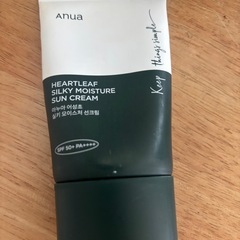 Anua
HEARTLEAF
SILKY MOISTURE
SUN CREAM
아누아 어성초
실키 모이스처 선크림
SPF 50+ PA++++
Keep things simple